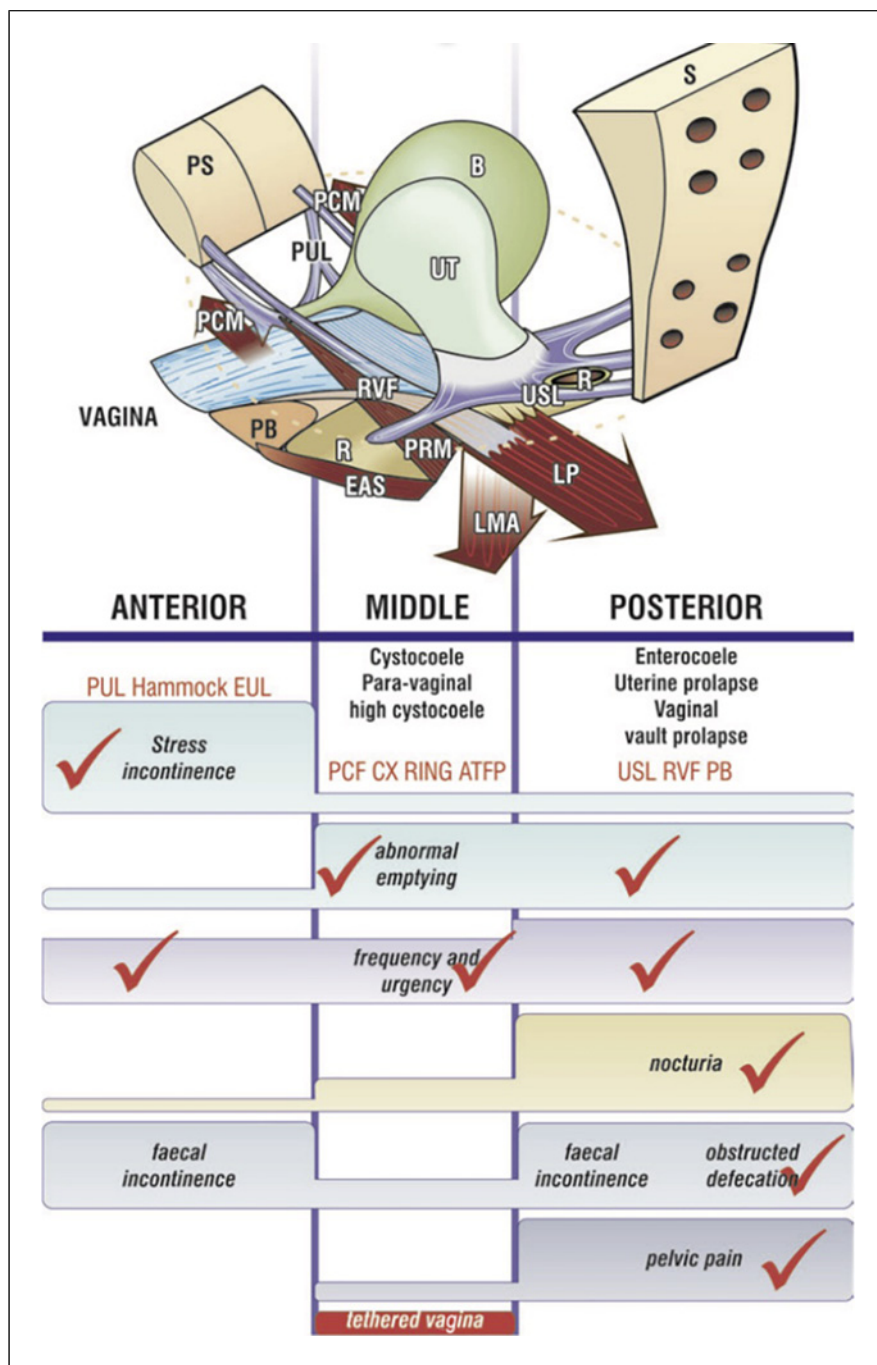 S
PS
B
PCM
PUL
UT
PCM
R
RVF
USL
VAGINA
PB
R
PRM
LP
EAS
LMA
ANTERIOR
MIDDLE
POSTERIOR
PUL Hammock EUL
Cystocoele
Para-vaginal
high cystocoele
Enterocoele
Uterine prolapse
Vaginal
vault prolapse
Stress
incontinence
PCF CX RING ATFP
USL RVF PB
abnormal
emptying
frequency and
urgency
nocturia
faecal
incontinence
faecal
incontinence
obstructed
defecation
pelvic pain
tethered vagina